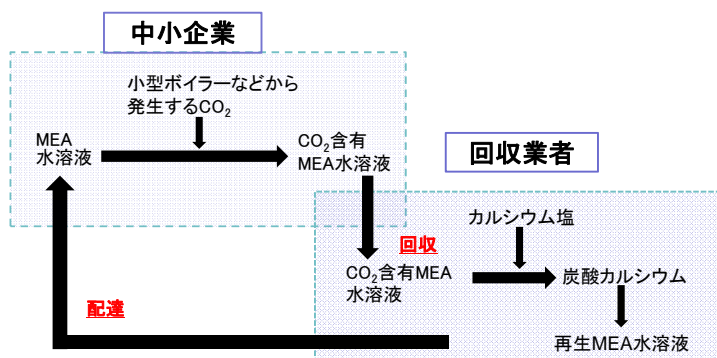 中小企業
小型ボイラーなどから
発生するCO₂
MEA
水溶液
CO₂含有
MEA水溶液
回収業者
カルシウム塩
回収
CO₂含有MEA
水溶液
炭酸カルシウム
配達
再生MEA水溶液